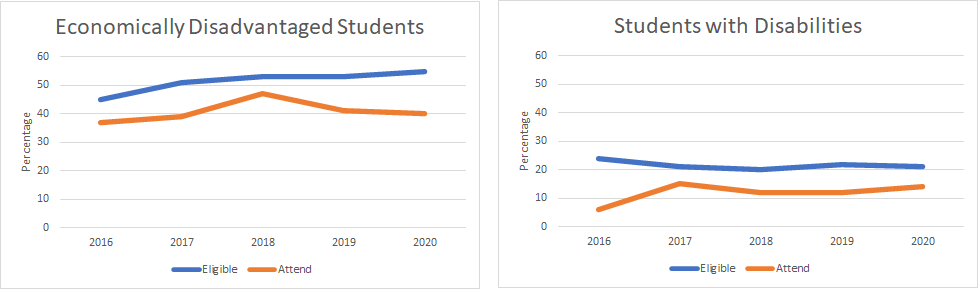 Economically Disadvantaged Students
Percentage
60
50
40
30
20
10
0
2016 2017 2018 2019 2020
Eligible Attend
Students with Disabilities
Percentage
60
50
40
30
20
10
0
2016 2017 2018 2019 2020
Eligible Attend